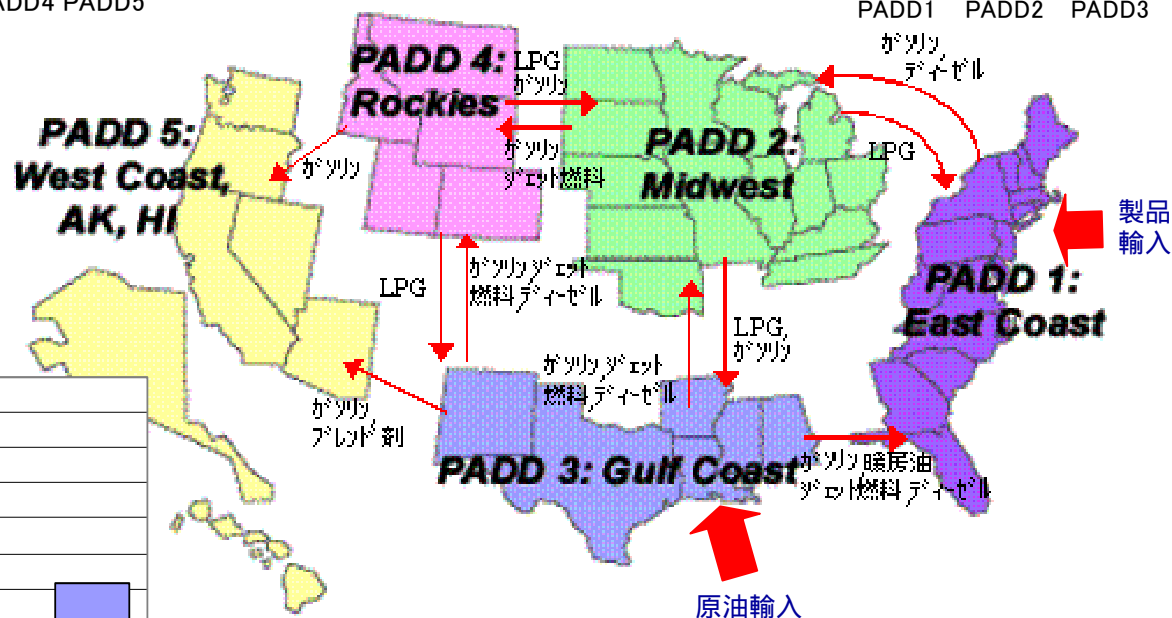 PADD4 PADD5
PADD1 PADD2 PADD3
ガソリン,
ディーゼル
PADD 4:
Rockies
LPG
ガソリン
PADD 5:
West Coast,
AK, HI
ガソリン
ガソリン
ジェット燃料
PADD 2:
Midwest
LPG
製品
輸入
PADD 1:
East Coast
LPG
ガソリン,ジェット
燃料,ディーゼル
LPG,
ガソリン
ガソリン,ジェット
燃料,ディーゼル
ガソリン,
ブレンド剤
PADD 3: Gulf Coast
ガソリン,暖房油
ジェット燃料,ディーゼル
原油輸入